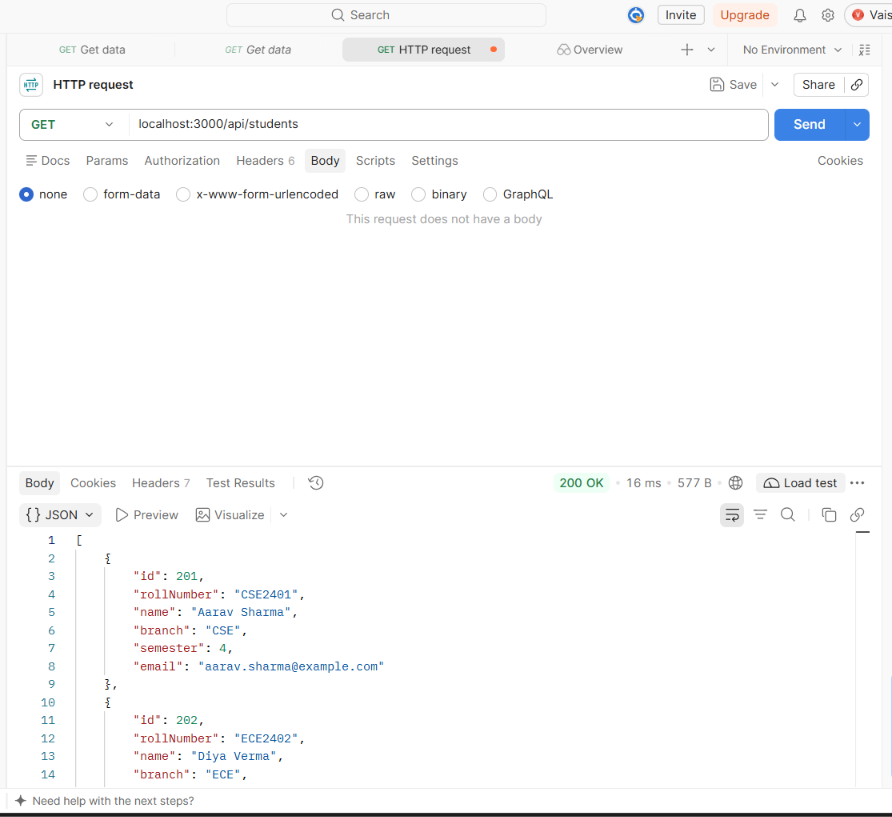 Search Invite Upgrade Vais
GET Get data GET Get data GET HTTP request Overview No Environment
HTTP HTTP request Save Share
GET localhost:3000/api/students Send
Docs Params Authorization Headers 6 Body Scripts Settings Cookies
none form-data x-www-form-urlencoded raw binary GraphQL
This request does not have a body
Body Cookies Headers 7 Test Results 200 OK • 16 ms • 577 B • Load test
{} JSON Preview Visualize
1 [
2 {
3 "id": 201,
4 "rollNumber": "CSE2401",
5 "name": "Aarav Sharma",
6 "branch": "CSE",
7 "semester": 4,
8 "email": "aarav.sharma@example.com"
9 },
10 {
11 "id": 202,
12 "rollNumber": "ECE2402",
13 "name": "Diya Verma",
14 "branch": "ECE",
Need help with the next steps?